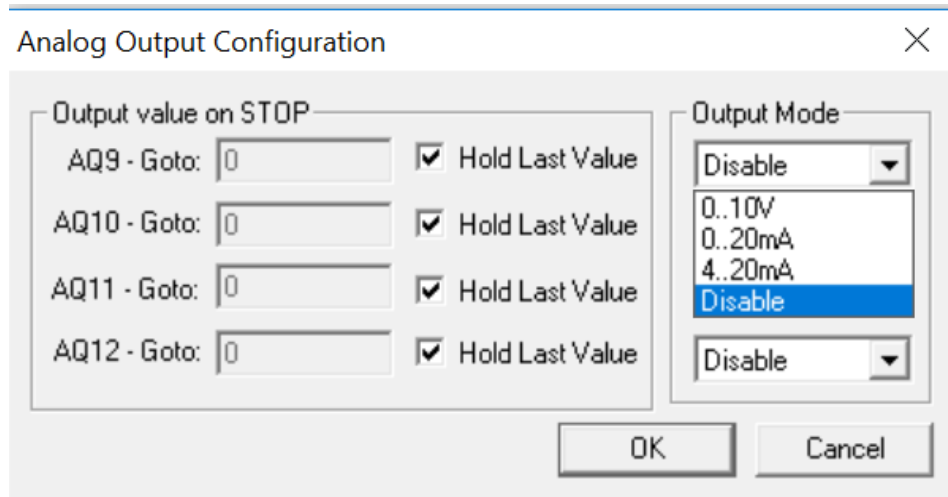 Analog Output Configuration
Output value on STOP
AQ9 - Goto: 0
Hold Last Value
AQ10 - Goto: 0
Hold Last Value
AQ11 - Goto: 0
Hold Last Value
AQ12 - Goto: 0
Hold Last Value
Output Mode
Disable
0..10V
0..20mA
4..20mA
Disable
Disable
OK
Cancel